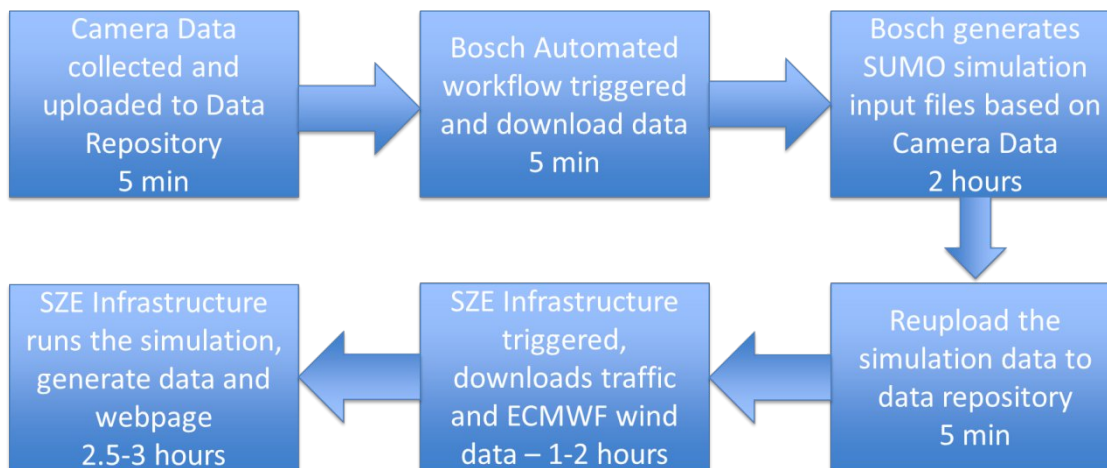 Camera Data
collected and
uploaded to Data
Repository
5 min
Bosch Automated
workflow triggered
and download data
5 min
Bosch generates
SUMO simulation
input files based on
Camera Data
2 hours
Reupload the
simulation data to
data repository
5 min
SZE Infrastructure
triggered,
downloads traffic
and ECMWF wind
data – 1-2 hours
SZE Infrastructure
runs the simulation,
generate data and
webpage
2.5-3 hours